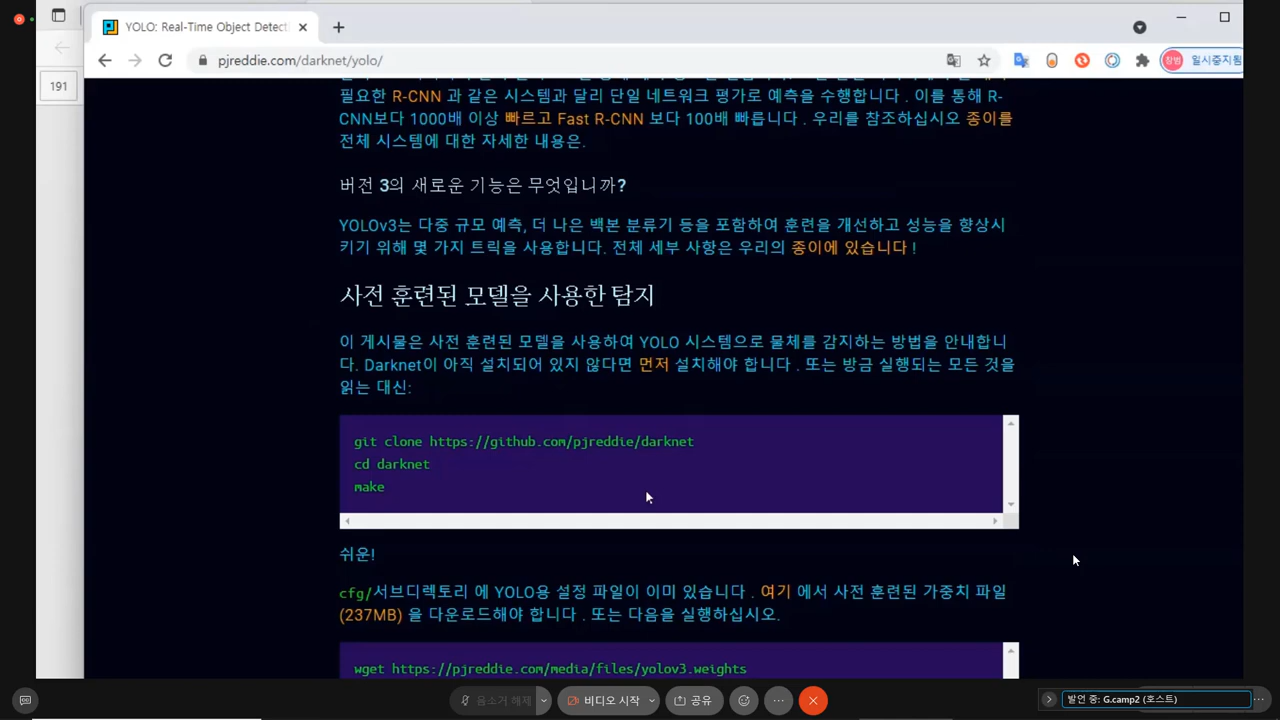 YOLO: Real-Time Object Detecti
pjreddie.com/darknet/yolo/
장범
일시중지됨
191
필요한 R-CNN 과 같은 시스템과 달리 단일 네트워크 평가로 예측을 수행합니다 . 이를 통해 R-
CNN보다 1000배 이상 빠르고 Fast R-CNN 보다 100배 빠릅니다 . 우리를 참조하십시오 종이를
전체 시스템에 대한 자세한 내용은.
버전 3의 새로운 기능은 무엇입니까?
YOLOv3는 다중 규모 예측, 더 나은 백본 분류기 등을 포함하여 훈련을 개선하고 성능을 향상시
키기 위해 몇 가지 트릭을 사용합니다. 전체 세부 사항은 우리의 종이에 있습니다 !
사전 훈련된 모델을 사용한 탐지
이 게시물은 사전 훈련된 모델을 사용하여 YOLO 시스템으로 물체를 감지하는 방법을 안내합니
다. Darknet이 아직 설치되어 있지 않다면 먼저 설치해야 합니다 . 또는 방금 실행되는 모든 것을
읽는 대신:
git clone https://github.com/pjreddie/darknet
cd darknet
make
쉬운!
cfg/서브디렉토리 에 YOLO용 설정 파일이 이미 있습니다 . 여기 에서 사전 훈련된 가중치 파일
(237MB) 을 다운로드해야 합니다 . 또는 다음을 실행하십시오.
wget https://pjreddie.com/media/files/yolov3.weights
음소거 해제
비디오 시작
공유
발언 중: G.camp2 (호스트)